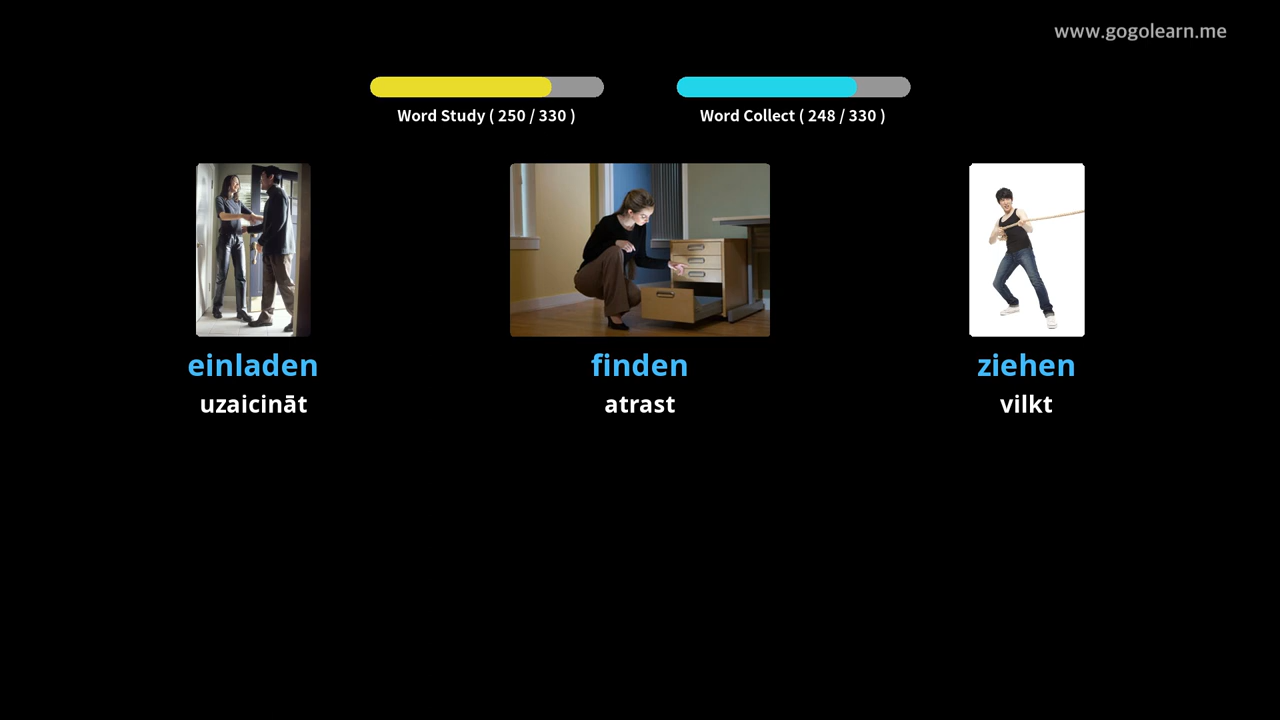 www.gogolearn.me
Word Study ( 250 / 330 )
Word Collect ( 248 / 330 )
einladen
uzaicināt
finden
atrast
ziehen
vilkt